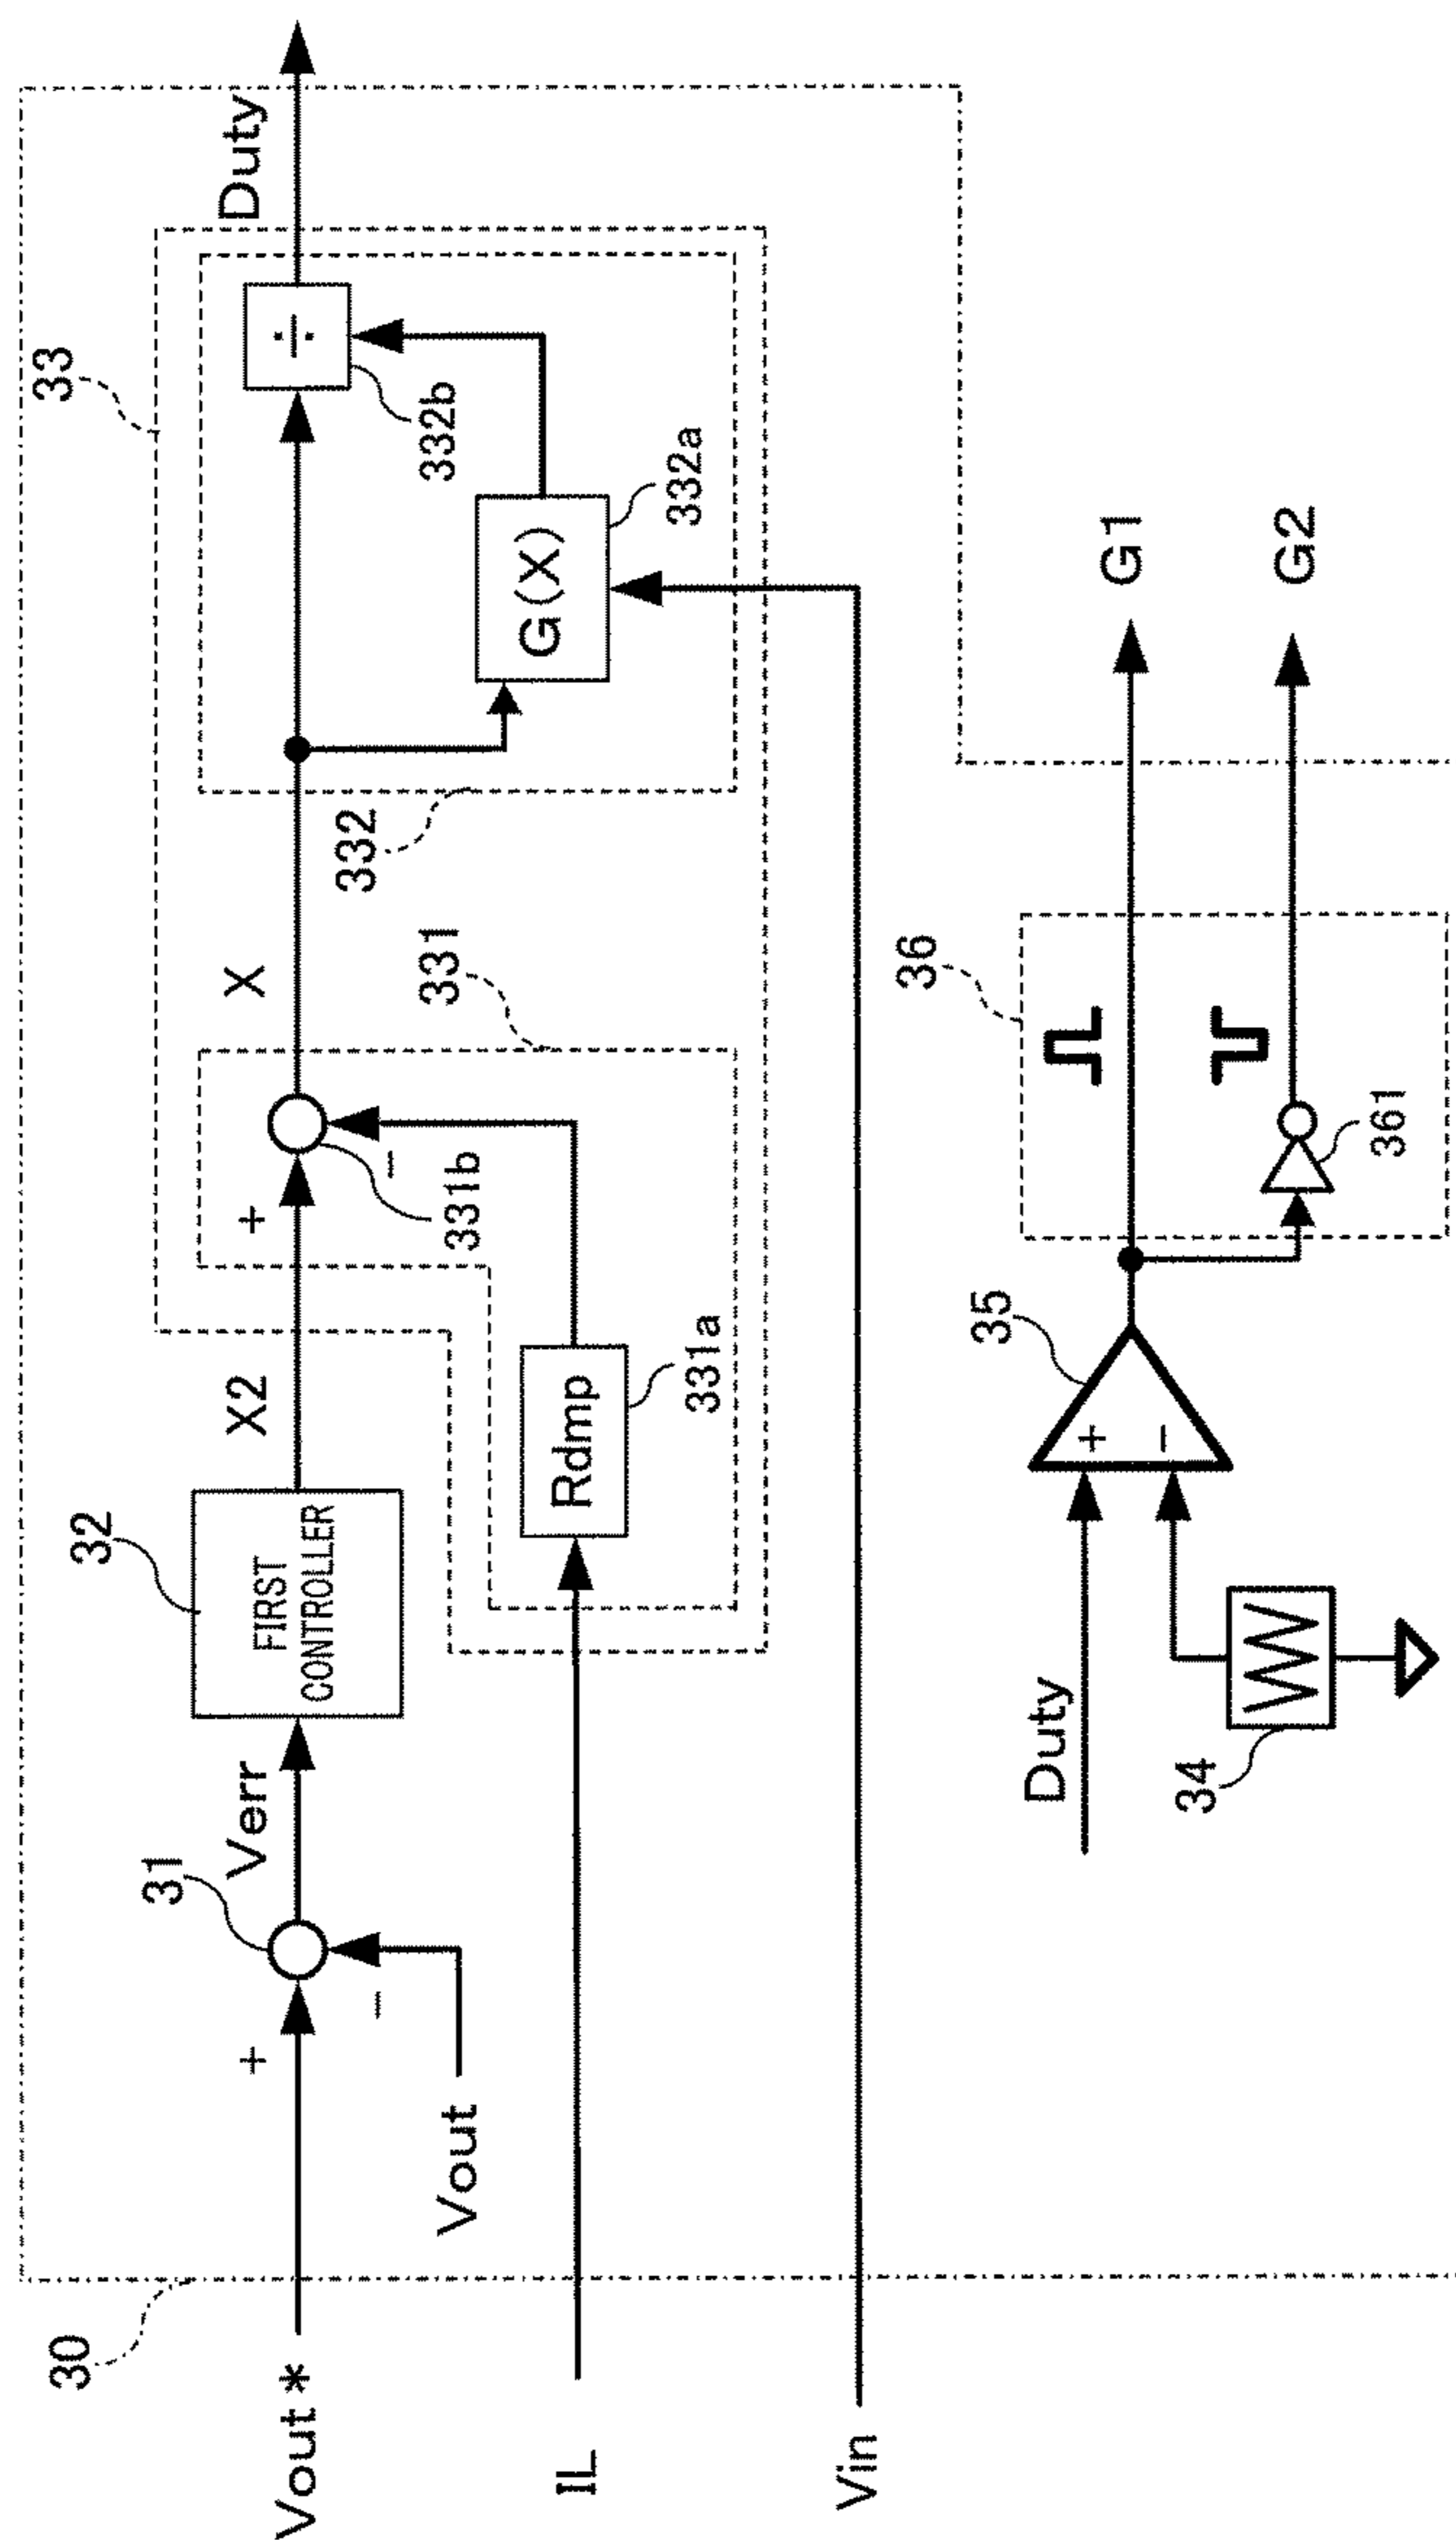 30
Vout*
+
−
Vout
31
Verr
32
FIRST
CONTROLLER
X2
+
−
331b
X
331
332
33
÷
332b
Duty
G(X)
332a
IL
Rdmp
331a
Vin
Duty
34
+
−
35
36
361
G1
G2